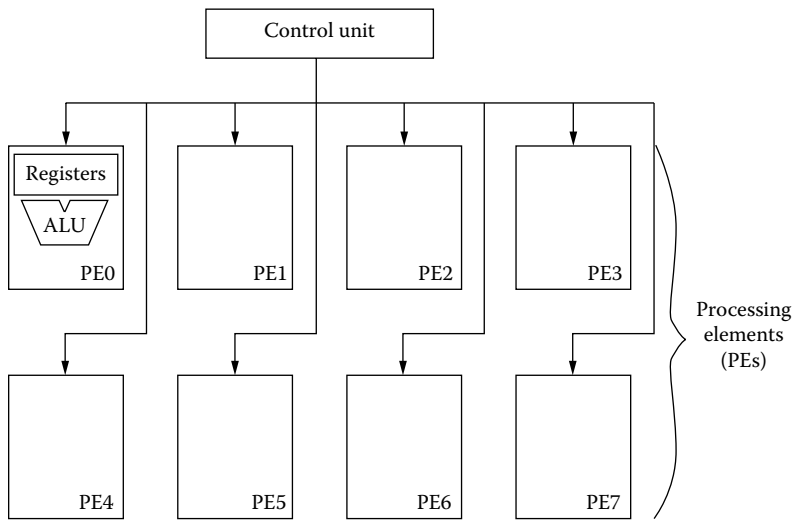 Control unit
Registers
ALU
PE0
PE1
PE2
PE3
Processing
elements
(PEs)
PE4
PE5
PE6
PE7